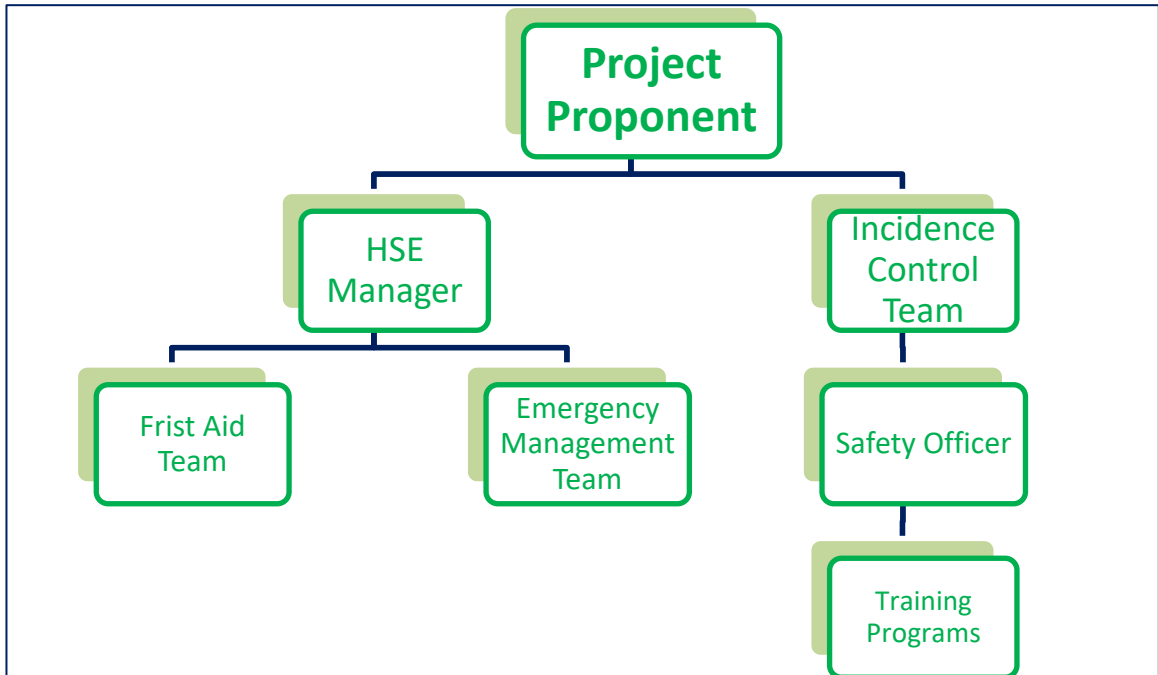 Project
Proponent
HSE
Manager
Incidence
Control
Team
Frist Aid
Team
Emergency
Management
Team
Safety Officer
Training
Programs